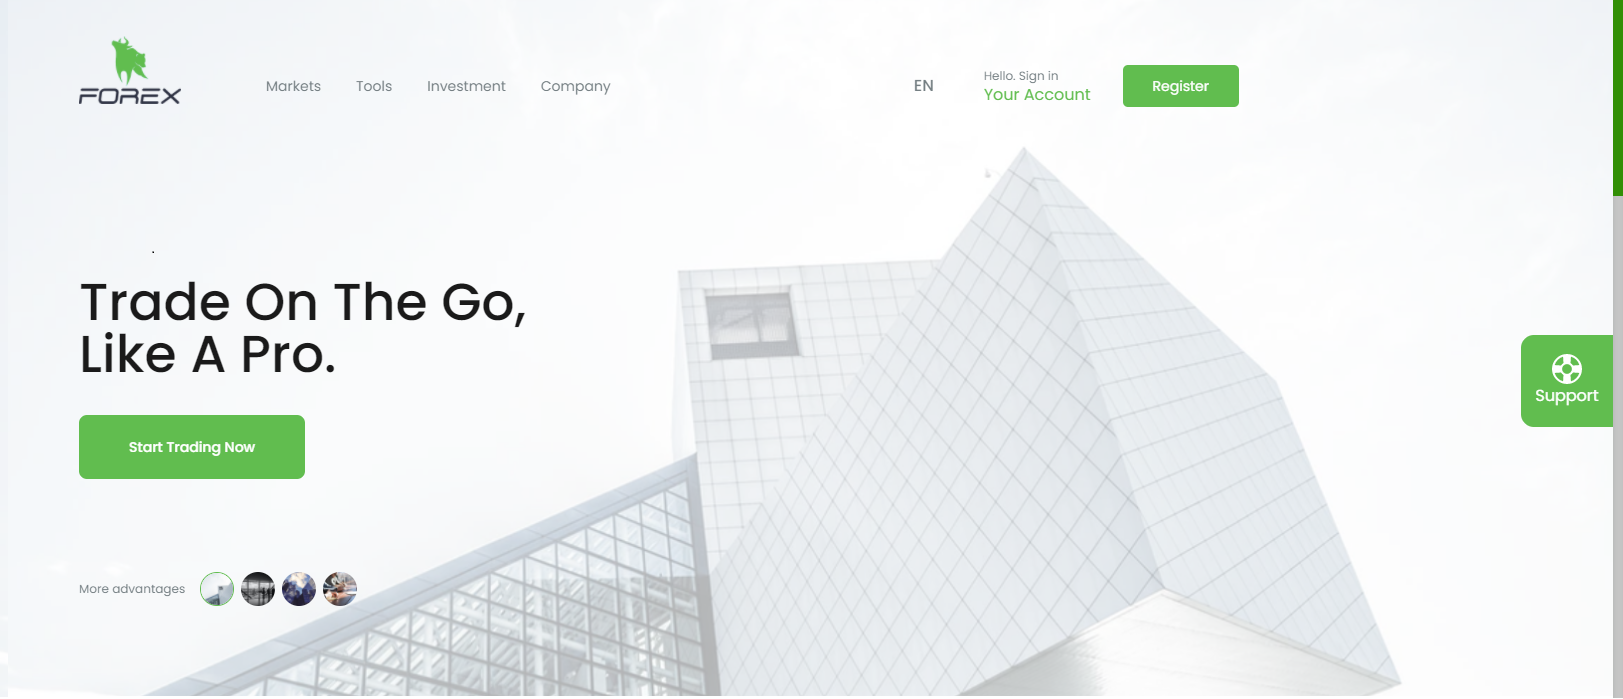 FOREX
Markets Tools Investment Company
EN
Hello. Sign in
Your Account
Register
Trade On The Go,
Like A Pro.
Start Trading Now
Support
More advantages